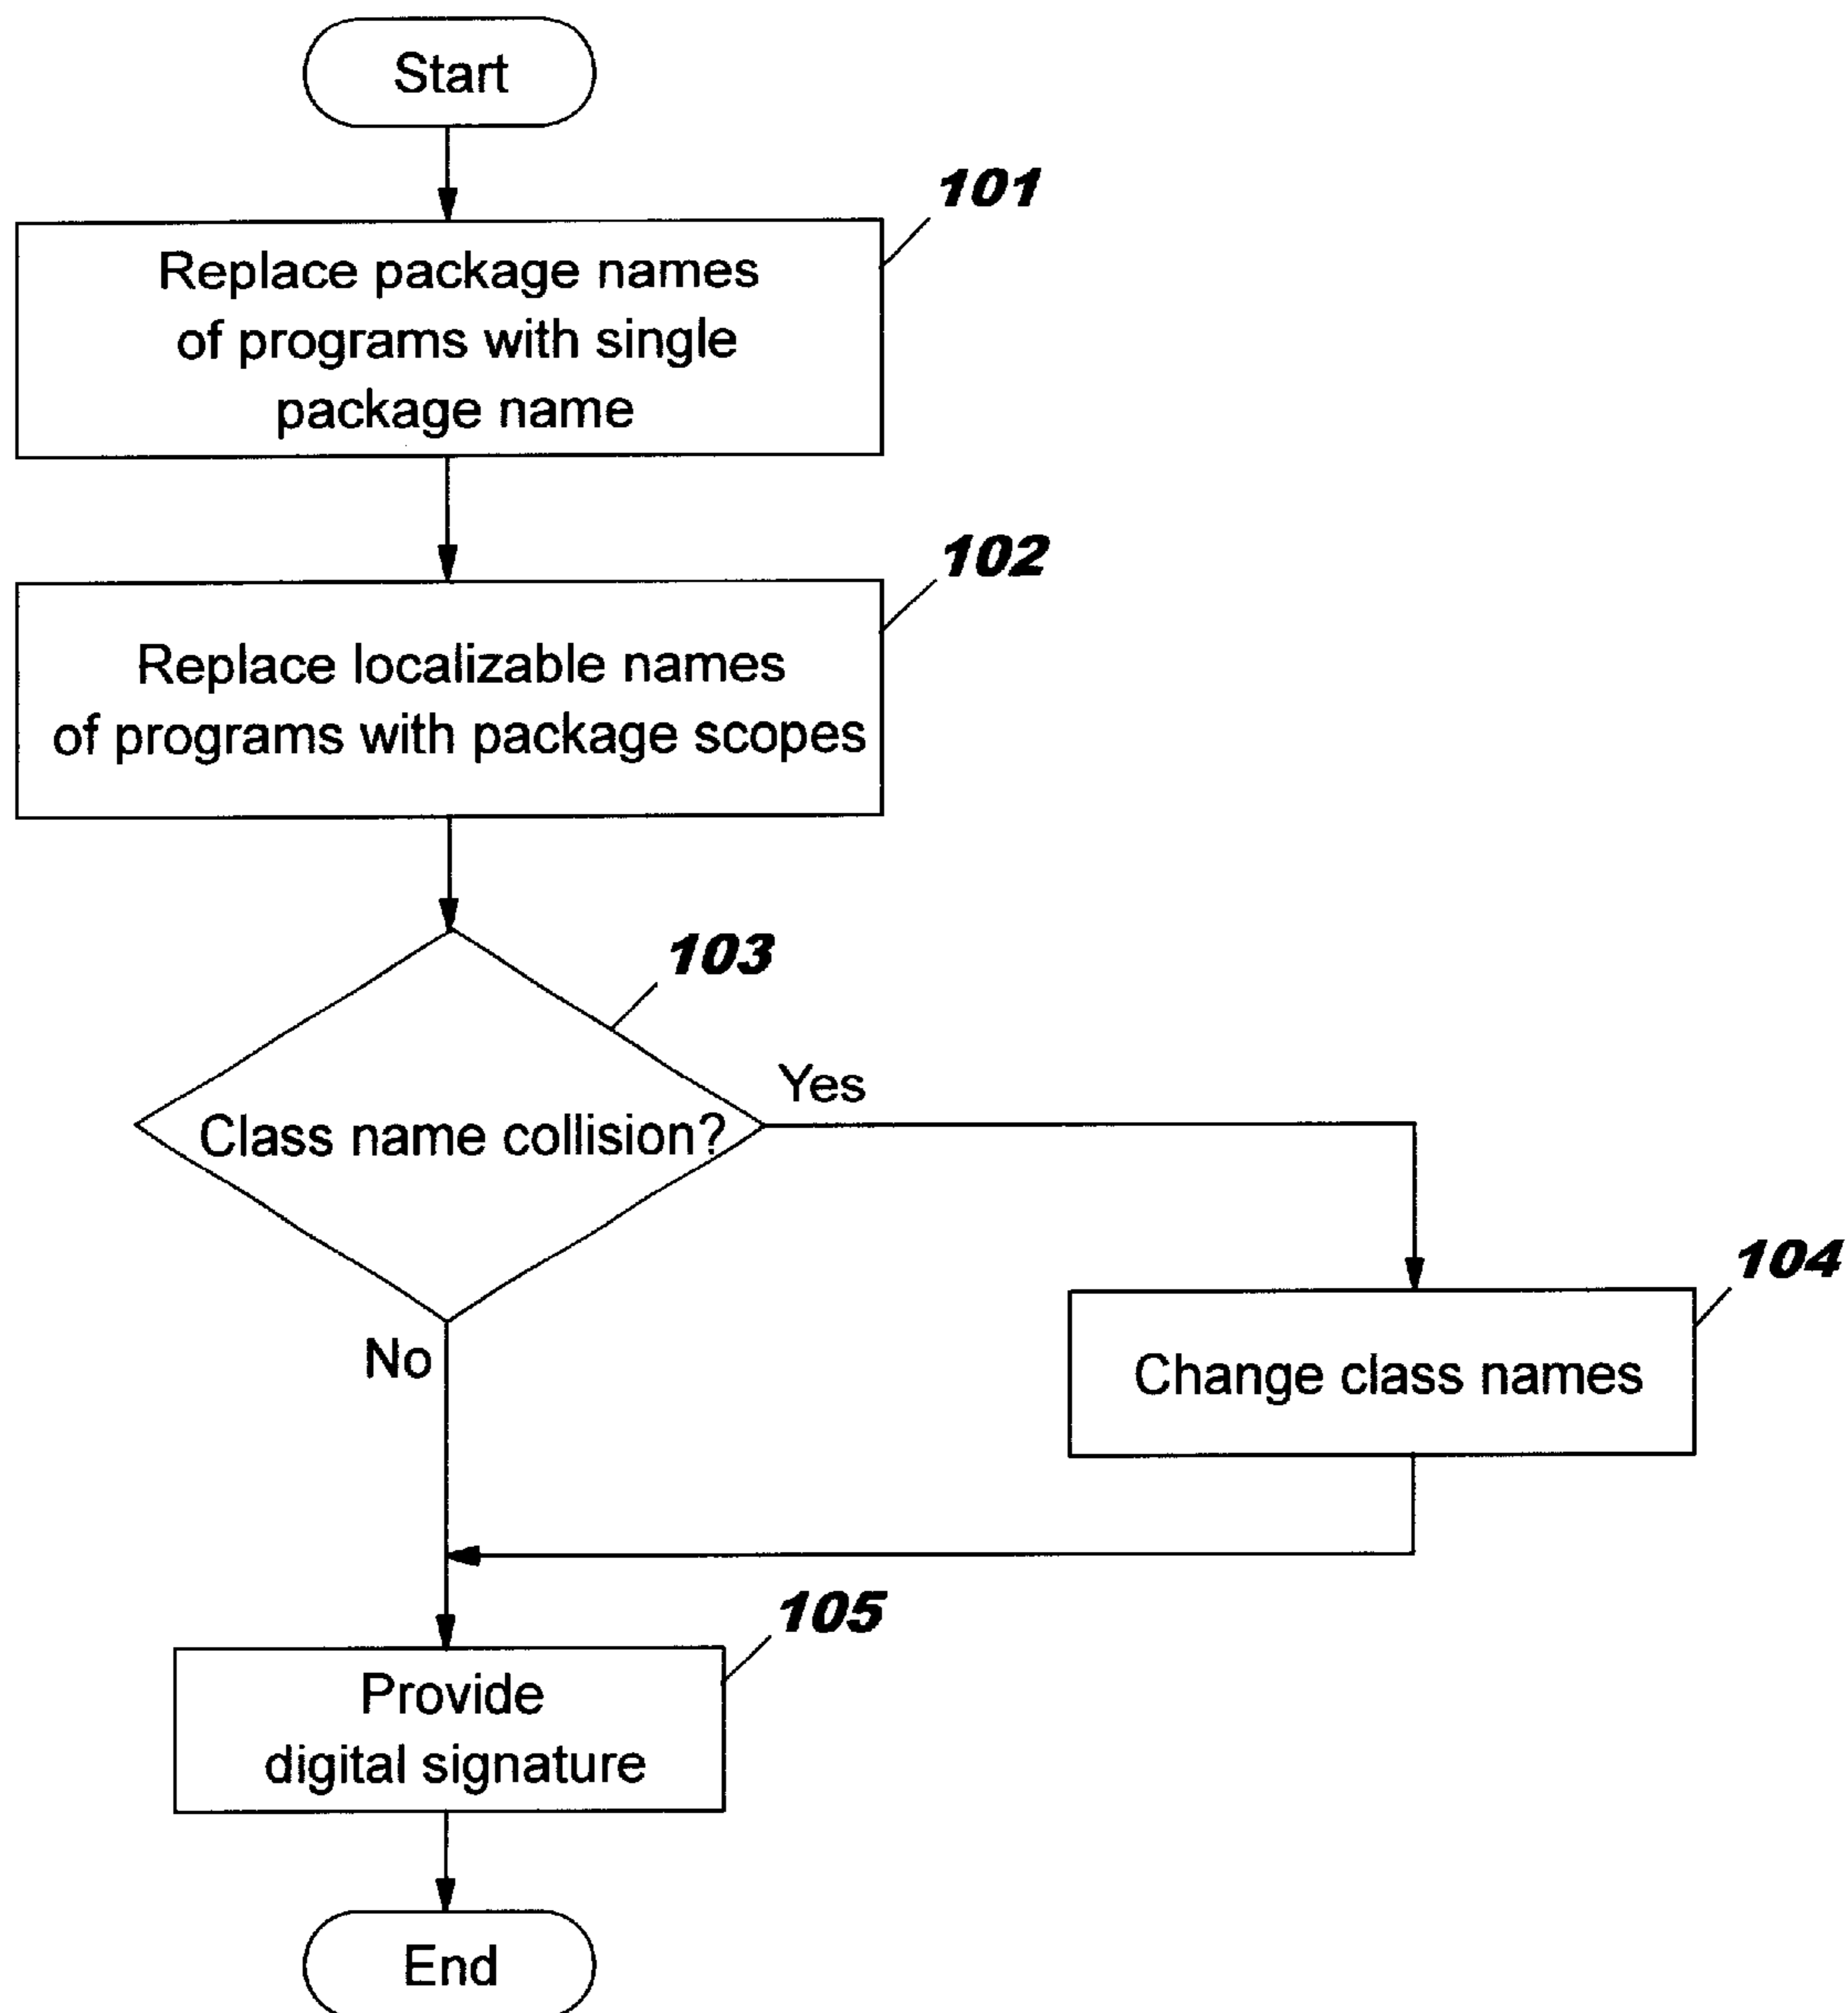 Start
101
Replace package names
of programs with single
package name
102
Replace localizable names
of programs with package scopes
103
Class name collision?
Yes
No
104
Change class names
105
Provide
digital signature
End